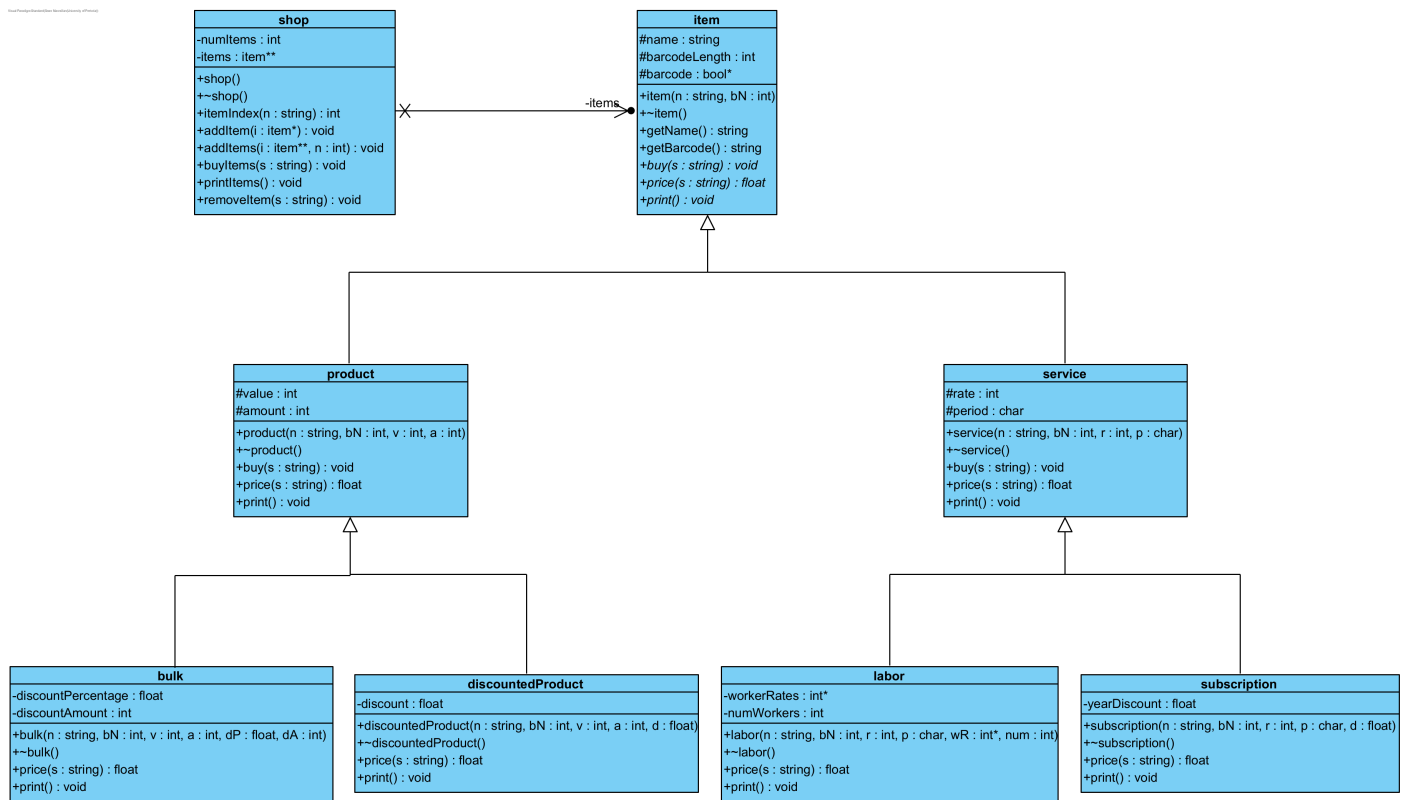 shop
-numItems : int
-items : item**
+shop()
+~shop()
+itemIndex(n : string) : int
+addItem(i : item*) : void
+addItems(i : item**, n : int) : void
+buyItems(s : string) : void
+printItems() : void
+removeItem(s : string) : void
-items
item
#name : string
#barcodeLength : int
#barcode : bool*
+item(n : string, bN : int)
+~item()
+getName() : string
+getBarcode() : string
+buy(s : string) : void
+price(s : string) : float
+print() : void
product
#value : int
#amount : int
+product(n : string, bN : int, v : int, a : int)
+~product()
+buy(s : string) : void
+price(s : string) : float
+print() : void
service
#rate : int
#period : char
+service(n : string, bN : int, r : int, p : char)
+~service()
+buy(s : string) : void
+price(s : string) : float
+print() : void
bulk
-discountPercentage : float
-discountAmount : int
+bulk(n : string, bN : int, v : int, a : int, dP : float, dA : int)
+~bulk()
+price(s : string) : float
+print() : void
discountedProduct
-discount : float
+discountedProduct(n : string, bN : int, v : int, a : int, d : float)
+~discountedProduct()
+price(s : string) : float
+print() : void
labor
-workerRates : int*
-numWorkers : int
+labor(n : string, bN : int, r : int, p : char, wR : int*, num : int)
+~labor()
+price(s : string) : float
+print() : void
subscription
-yearDiscount : float
+subscription(n : string, bN : int, r : int, p : char, d : float)
+~subscription()
+price(s : string) : float
+print() : void